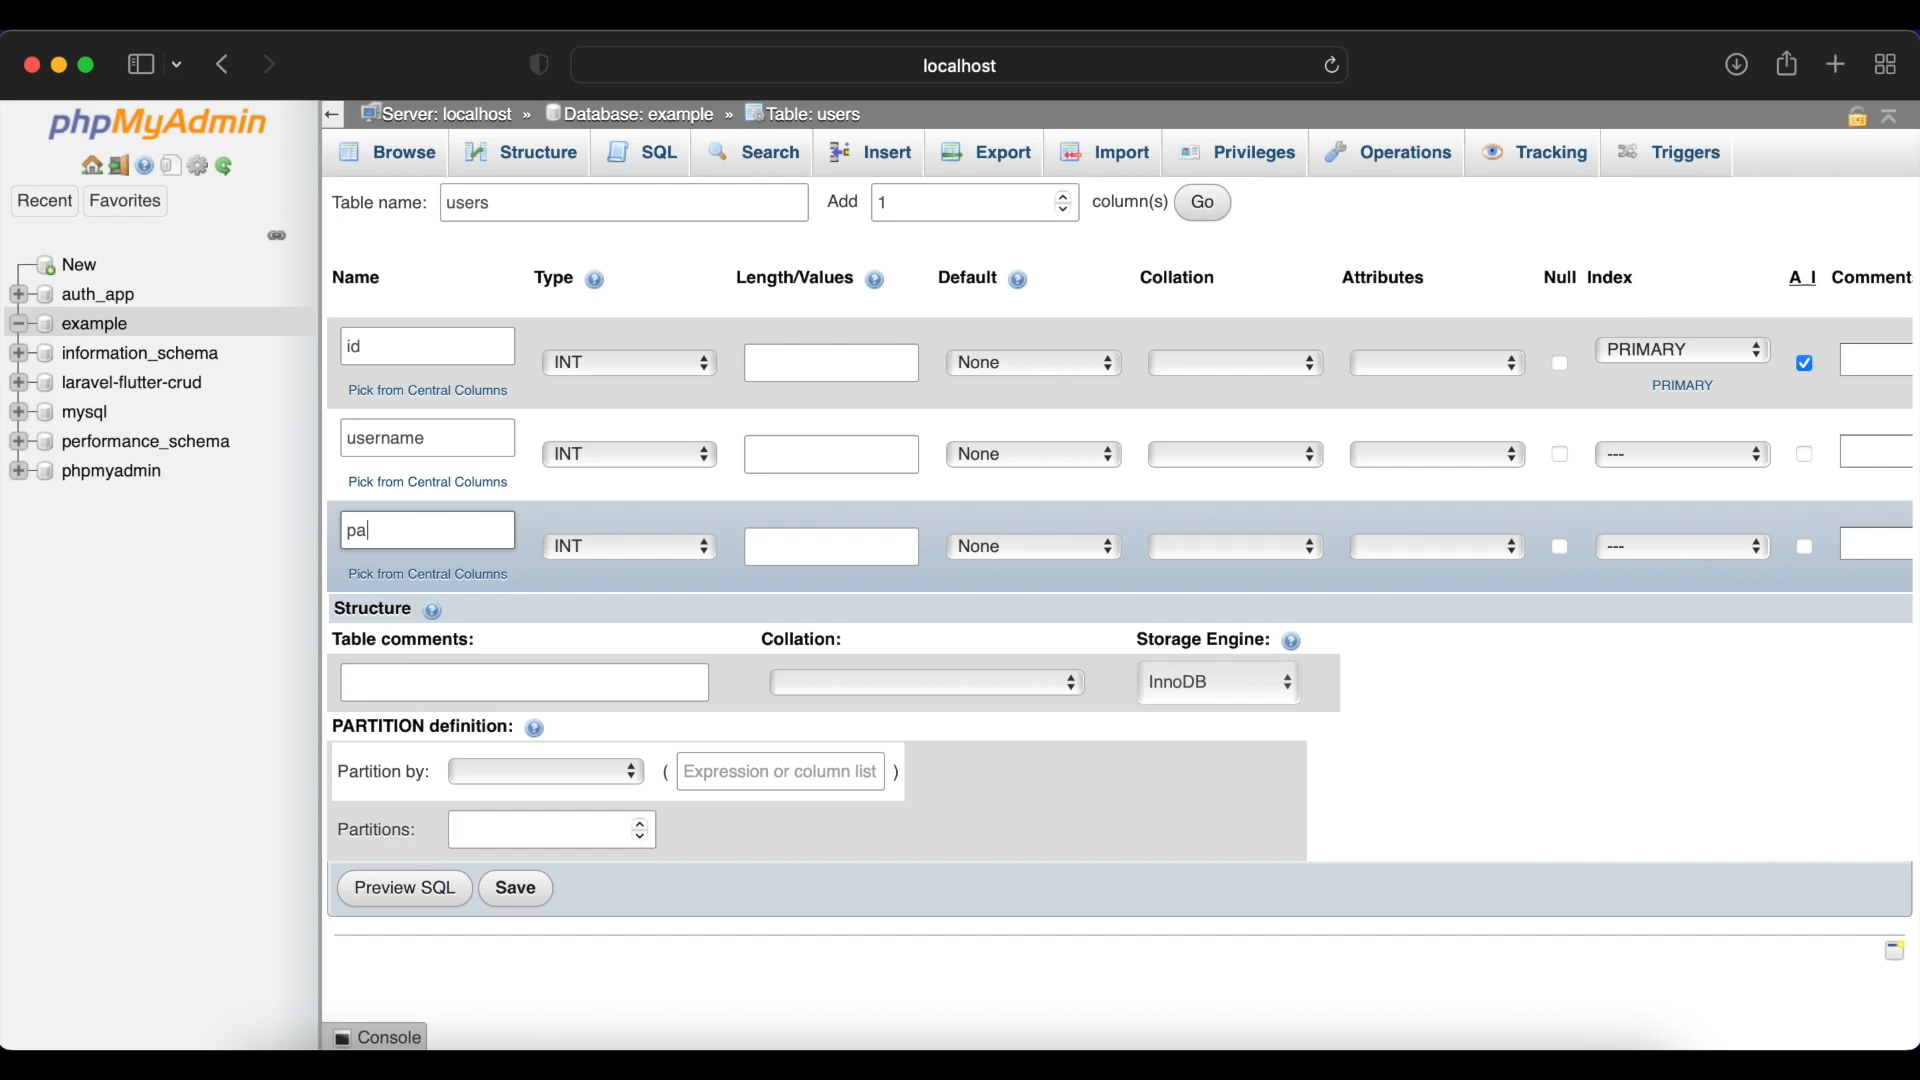 localhost
phpMyAdmin
Recent Favorites
New
auth_app
example
information_schema
laravel-flutter-crud
mysql
performance_schema
phpmyadmin
Server: localhost » Database: example » Table: users
Browse Structure SQL Search Insert Export Import Privileges Operations Tracking Triggers
Table name: users Add 1 column(s) Go
Name Type Length/Values Default Collation Attributes Null Index A_I Comment
id INT None PRIMARY
Pick from Central Columns PRIMARY
username INT None ---
Pick from Central Columns
pa INT None ---
Pick from Central Columns
Structure
Table comments: Collation: Storage Engine:
InnoDB
PARTITION definition:
Partition by: ( Expression or column list )
Partitions:
Preview SQL Save
Console